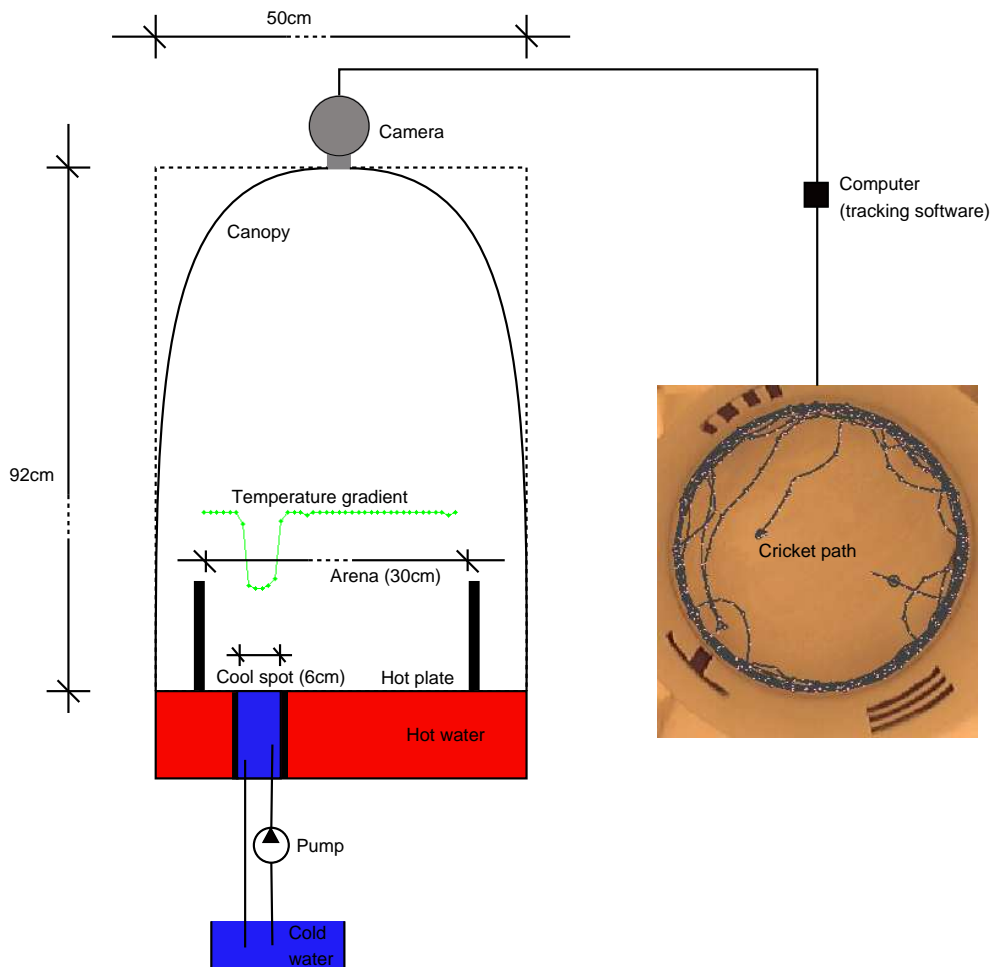 50cm
Camera
Computer
(tracking software)
Canopy
92cm
Temperature gradient
Cricket path
Arena (30cm)
Cool spot (6cm)
Hot plate
Hot water
Pump
Cold
water